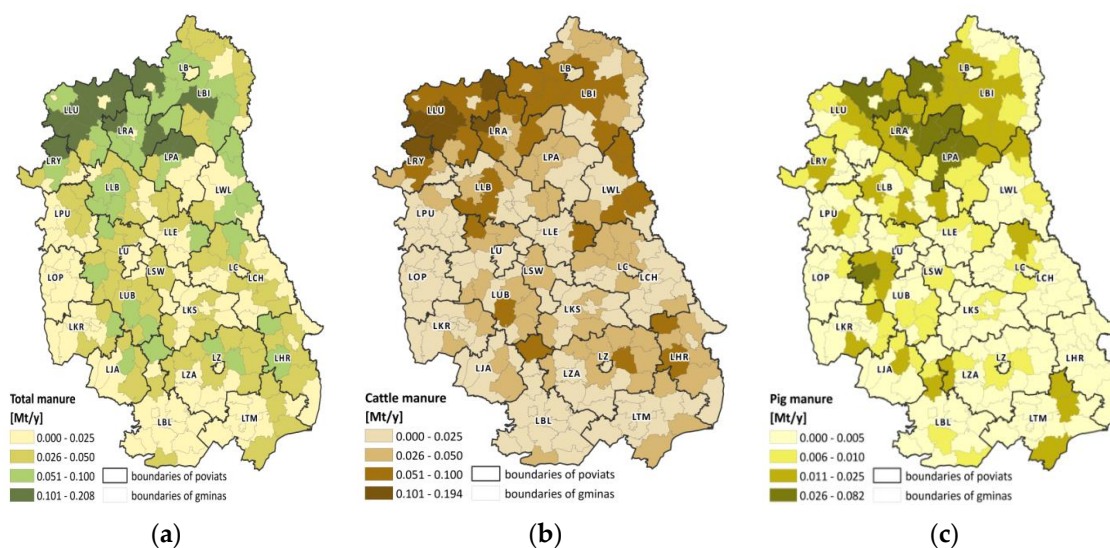 LB
LBI
LLU
LRA
LRY
LPA
LLB
LWL
LPU
LLE
LU
LOP
LSW
LC
LCH
LUB
LKS
LKR
LHR
LZ
LJA
LZA
LBL
LTM
Total manure
[Mt/y]
0.000 - 0.025
0.026 - 0.050
0.051 - 0.100
0.101 - 0.208
boundaries of poviats
boundaries of gminas
(a)
LB
LBI
LLU
LRA
LRY
LPA
LLB
LWL
LPU
LLE
LU
LOP
LSW
LC
LCH
LUB
LKS
LKR
LHR
LZ
LJA
LZA
LBL
LTM
Cattle manure
[Mt/y]
0.000 - 0.025
0.026 - 0.050
0.051 - 0.100
0.101 - 0.194
boundaries of poviats
boundaries of gminas
(b)
LB
LBI
LLU
LRA
LRY
LPA
LLB
LWL
LPU
LLE
LU
LOP
LSW
LC
LCH
LUB
LKS
LKR
LHR
LZ
LJA
LZA
LBL
LTM
Pig manure
[Mt/y]
0.000 - 0.005
0.006 - 0.010
0.011 - 0.025
0.026 - 0.082
boundaries of poviats
boundaries of gminas
(c)